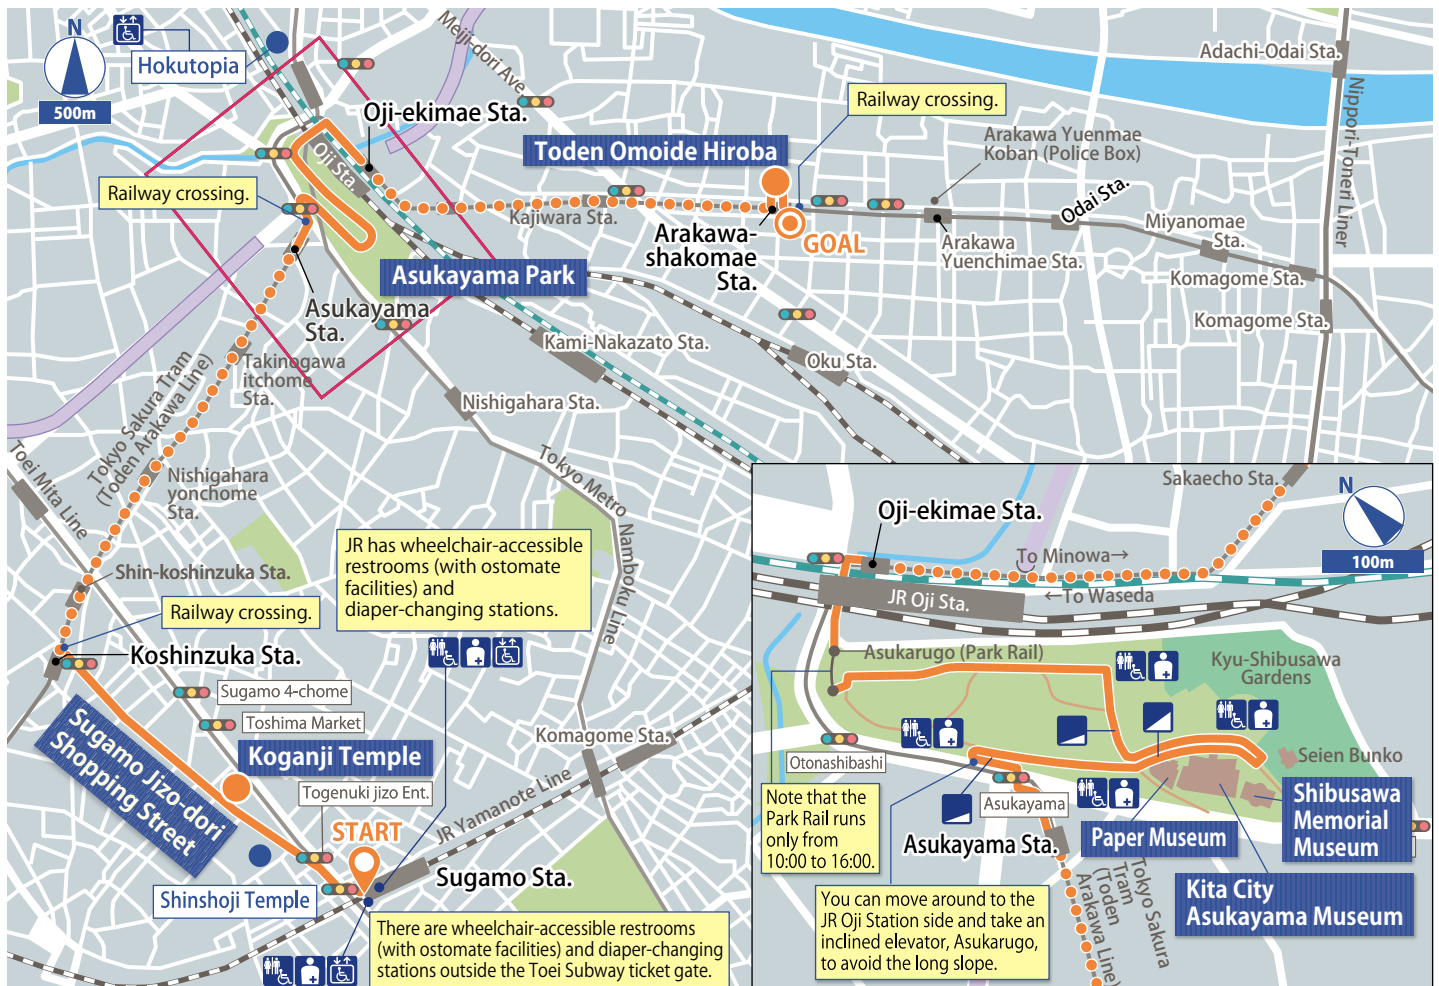 N
500m
Hokutopia
Meiji-dori Ave
Oji-ekimae Sta.
Oji Sta.
Railway crossing.
Toden Omoide Hiroba
Railway crossing.
Arakawa Yuenmae
Koban (Police Box)
Adachi-Odai Sta.
Nippori-Toneri Liner
Kajiwara Sta.
Arakawa-
shakomae
Sta.
GOAL
Arakawa
Yuenchimae Sta.
Odai Sta.
Miyanomae
Sta.
Komagome Sta.
Komagome Sta.
Asukayama Park
Asukayama
Sta.
Takinogawa
itchome
Sta.
Kami-Nakazato Sta.
Oku Sta.
Nishigahara Sta.
Tokyo Sakura Tram
(Toden Arakawa Line)
Toei Mita Line
Nishigahara
yonchome
Sta.
Tokyo Metro
Namboku Line
JR has wheelchair-accessible
restrooms (with ostomate
facilities) and
diaper-changing stations.
Shin-koshinzuka Sta.
Railway crossing.
Koshinzuka Sta.
Sugamo 4-chome
Toshima Market
Sugamo Jizo-dori
Shopping Street
Koganji Temple
Togenuki jizo Ent.
START
Komagome Sta.
JR Yamanote Line
Sugamo Sta.
Shinshoji Temple
There are wheelchair-accessible restrooms
(with ostomate facilities) and diaper-changing
stations outside the Toei Subway ticket gate.
Sakaecho Sta.
N
100m
Oji-ekimae Sta.
To Minowa→
←To Waseda
JR Oji Sta.
Asukarugo (Park Rail)
Kyu-Shibusawa
Gardens
Otonashibashi
Seien Bunko
Note that the
Park Rail runs
only from
10:00 to 16:00.
Asukayama
Asukayama Sta.
Paper Museum
Shibusawa
Memorial
Museum
Kita City
Asukayama Museum
Tokyo Sakura
Tram
(Toden
Arakawa Line)
You can move around to the
JR Oji Station side and take an
inclined elevator, Asukarugo,
to avoid the long slope.